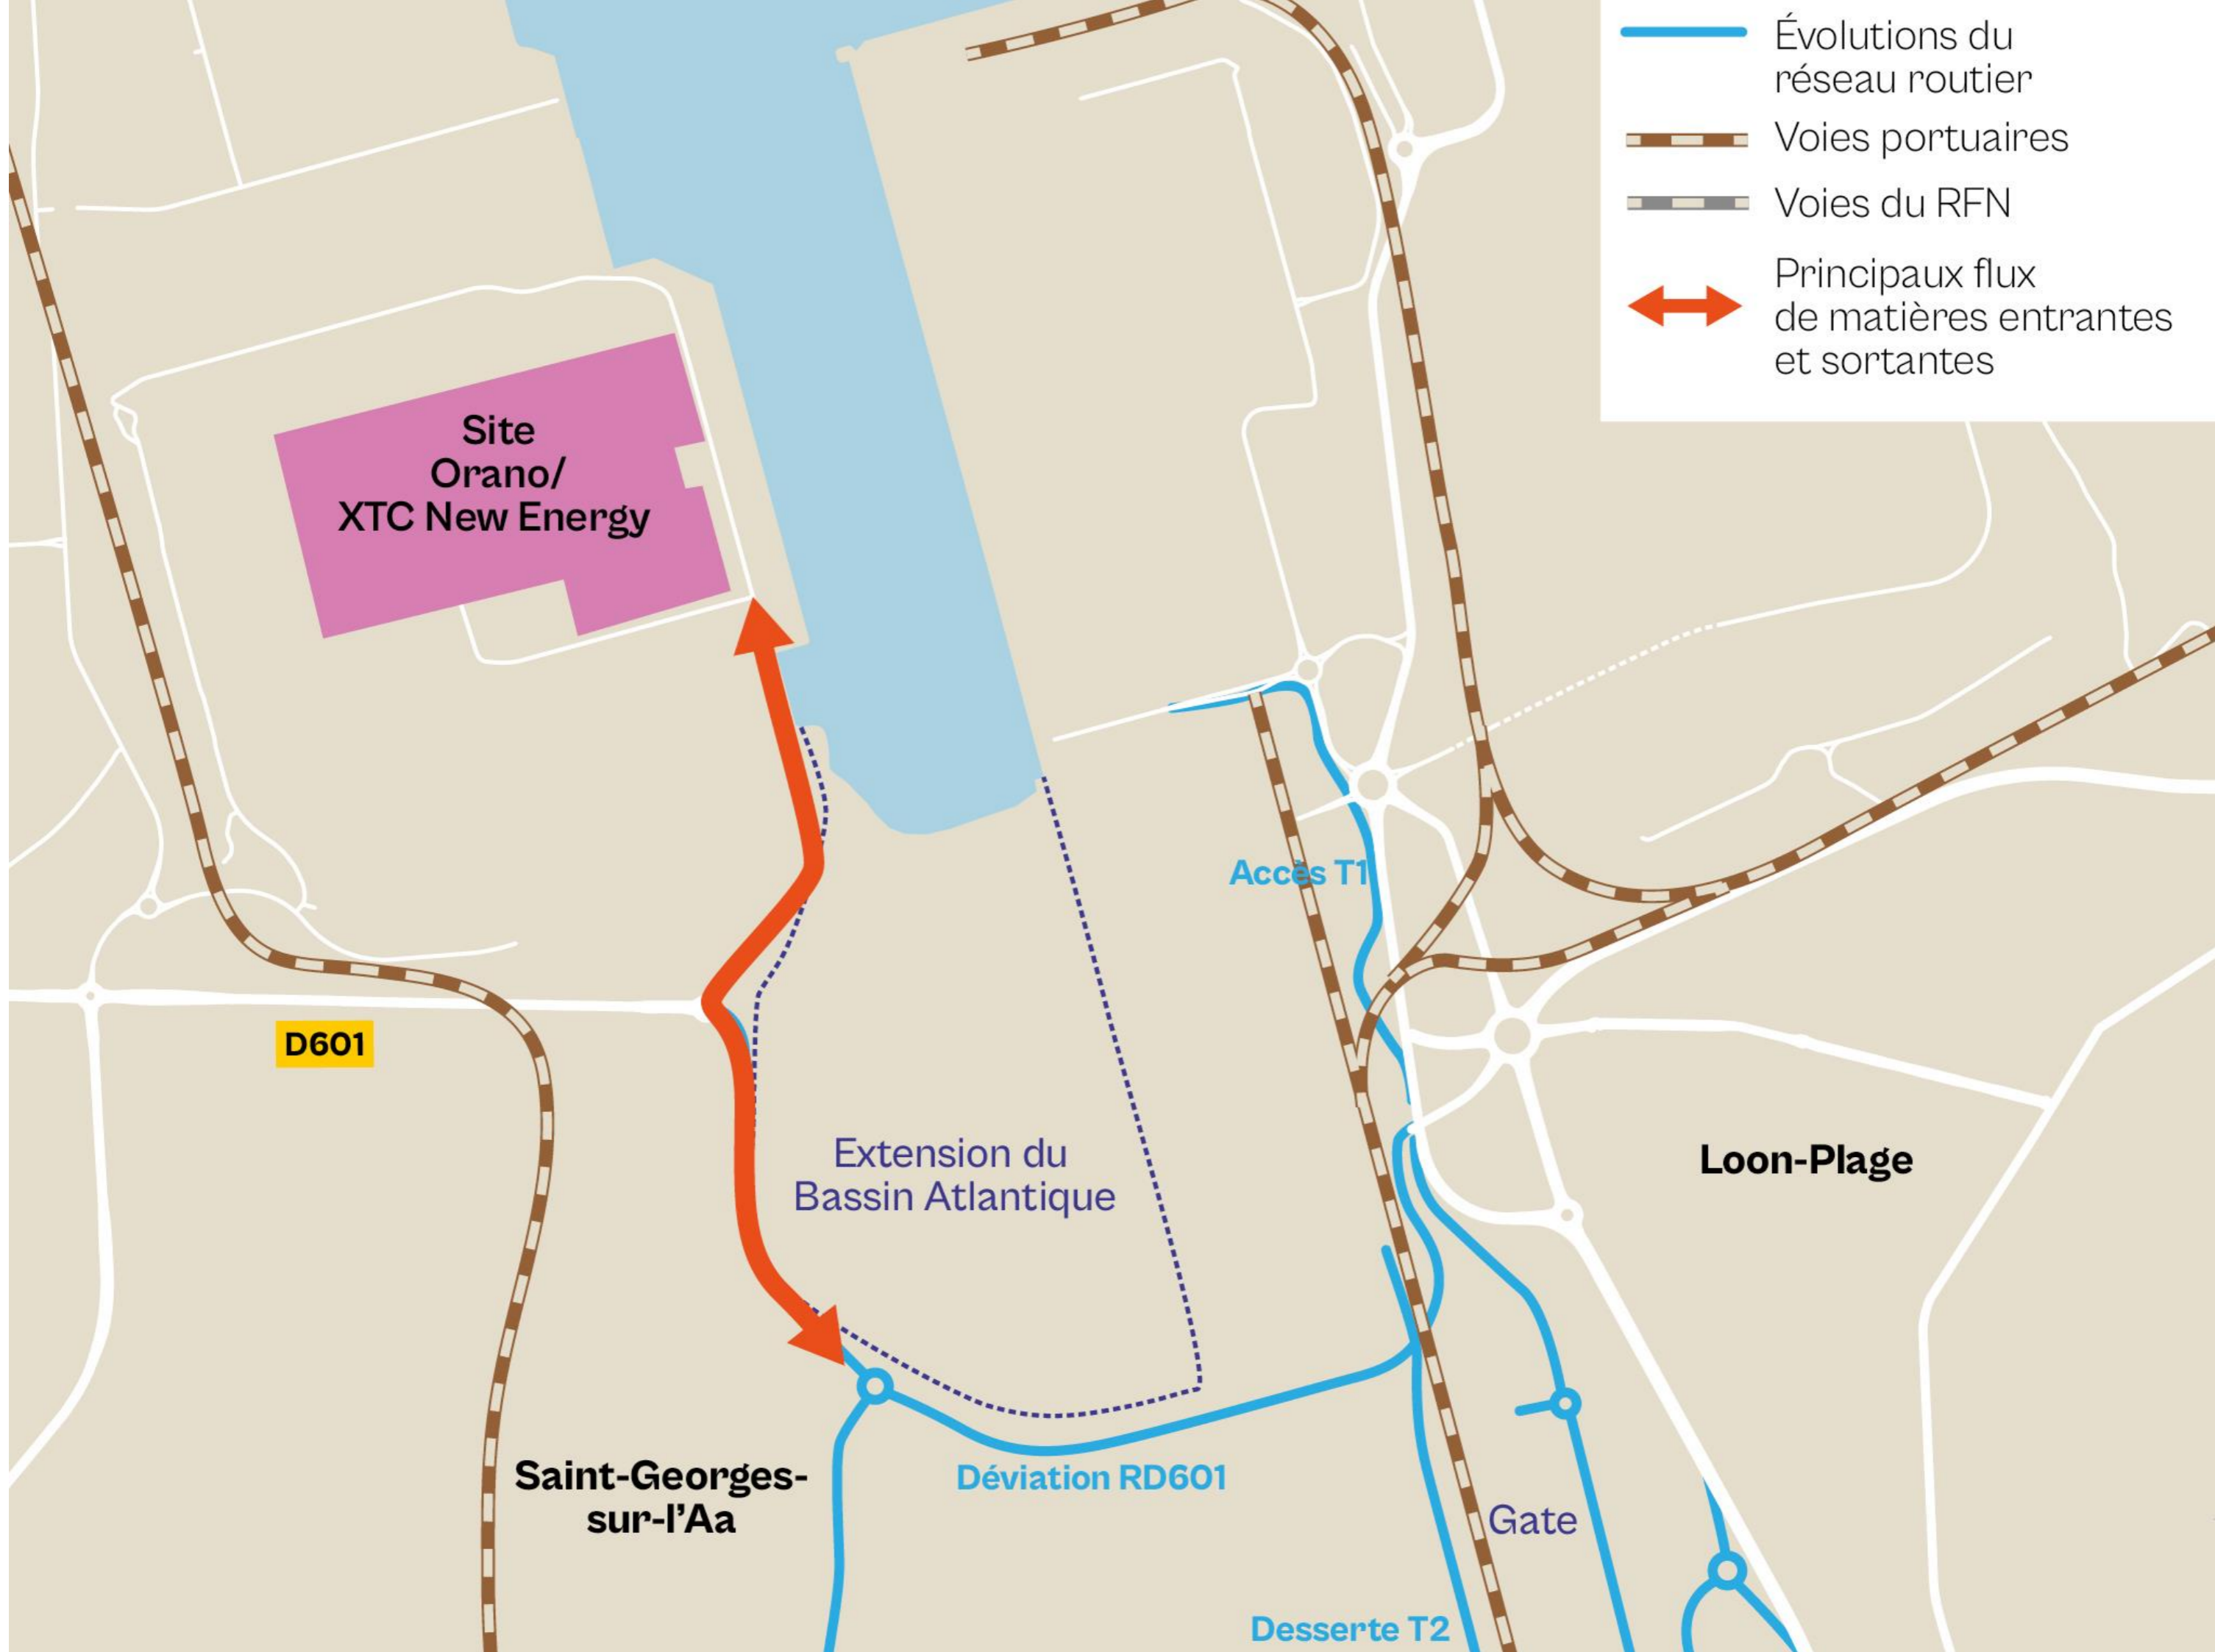 Évolutions du
réseau routier
Voies portuaires
Voies du RFN
Principaux flux
de matières entrantes
et sortantes
Site
Orano/
XTC New Energy
Accès T1
D601
Extension du
Bassin Atlantique
Loon-Plage
Saint-Georges-
sur-l'Aa
Déviation RD601
Gate
Desserte T2